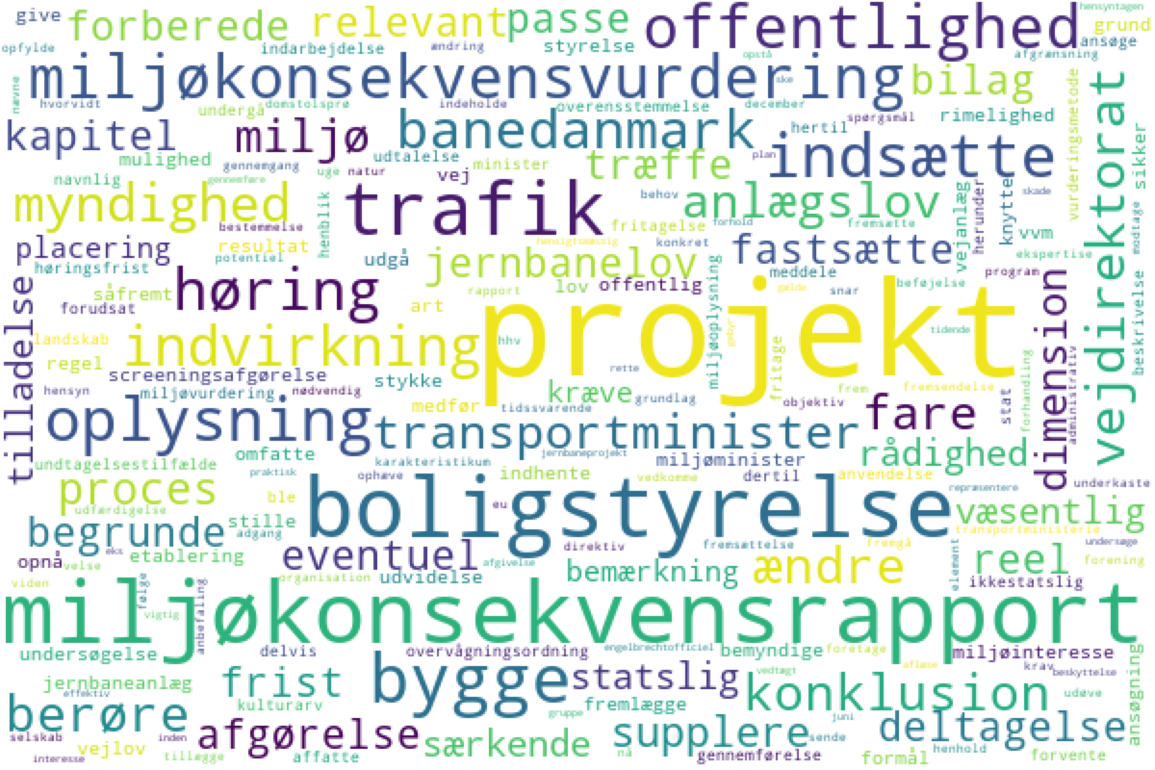 give forberede relevant passe offentlighed hensyntagen grund
opfylde indarbejdelse ændring styrelse opstå afgrænsning ansøge
miljøkonsekvensvurdering ske bilag
nævne hvorvidt undergå domstolsprø indeholde overensstemmelse december spørgsmål rimelighed vurderingsmetode vejdirektorat
kapitel miljø banedanmark hertil indsætte sikker
mulighed gennemgang udtalelse minister træffe plan
navnlig gennemføre uge natur vej behov skade
myndighed bestemmelse henblik trafik fritagelse anlægslov forhold fremsætte vejanlæg herunder knytte vvm modtage
placering resultat potentiel udgå hensigtsmæssig konkret fastsætte ekspertise
høringsfrist såfremt høring jernbanelov miljøoplysning meddele beføjelse program beskrivelse
forudsat art rapport lov offentlig snar gælde
tilladelse landskab indvirkning hhv projekt gebyr tidende dimension
regel screeningsafgørelse stykke rette fritage forhandling administrativ
hensyn miljøvurdering nødvendig kræve grundlag frem fremsendelse
oplysning medfør tidssvarende objektiv fare stat
transportminister
omfatte jernbaneprojekt rådighed
undtagelsestilfælde praktisk karakteristikum miljøminister
proces ophæve indhente vedkomme dertil anvendelse underkaste
udfærdigelse ble boligstyrelse eu repræsentere væsentlig
begrunde stille adgang transportministerie
opnå eks etablering eventuel direktiv fremsættelse fremgå undersøge
velse afgivelse reel forening
viden følge organisation udvidelse bemærkning ændre element ikkestatslig
miljøkonsekvensrapport
vigtig anbefaling
undersøgelse delvis overvågningsordning engelbrechtofficiel bemyndige foretage miljøinteresse
afløse krav
jernbaneanlæg frist bygge statslig vedtægt beskyttelse
effektiv kulturarv fremlægge konklusion udøve ansøgning
berøre gruppe juni deltagelse
selskab inden afgørelse særkende supplere sende
interesse vejlov tillægge affatte nå gennemførelse formål henhold forvente